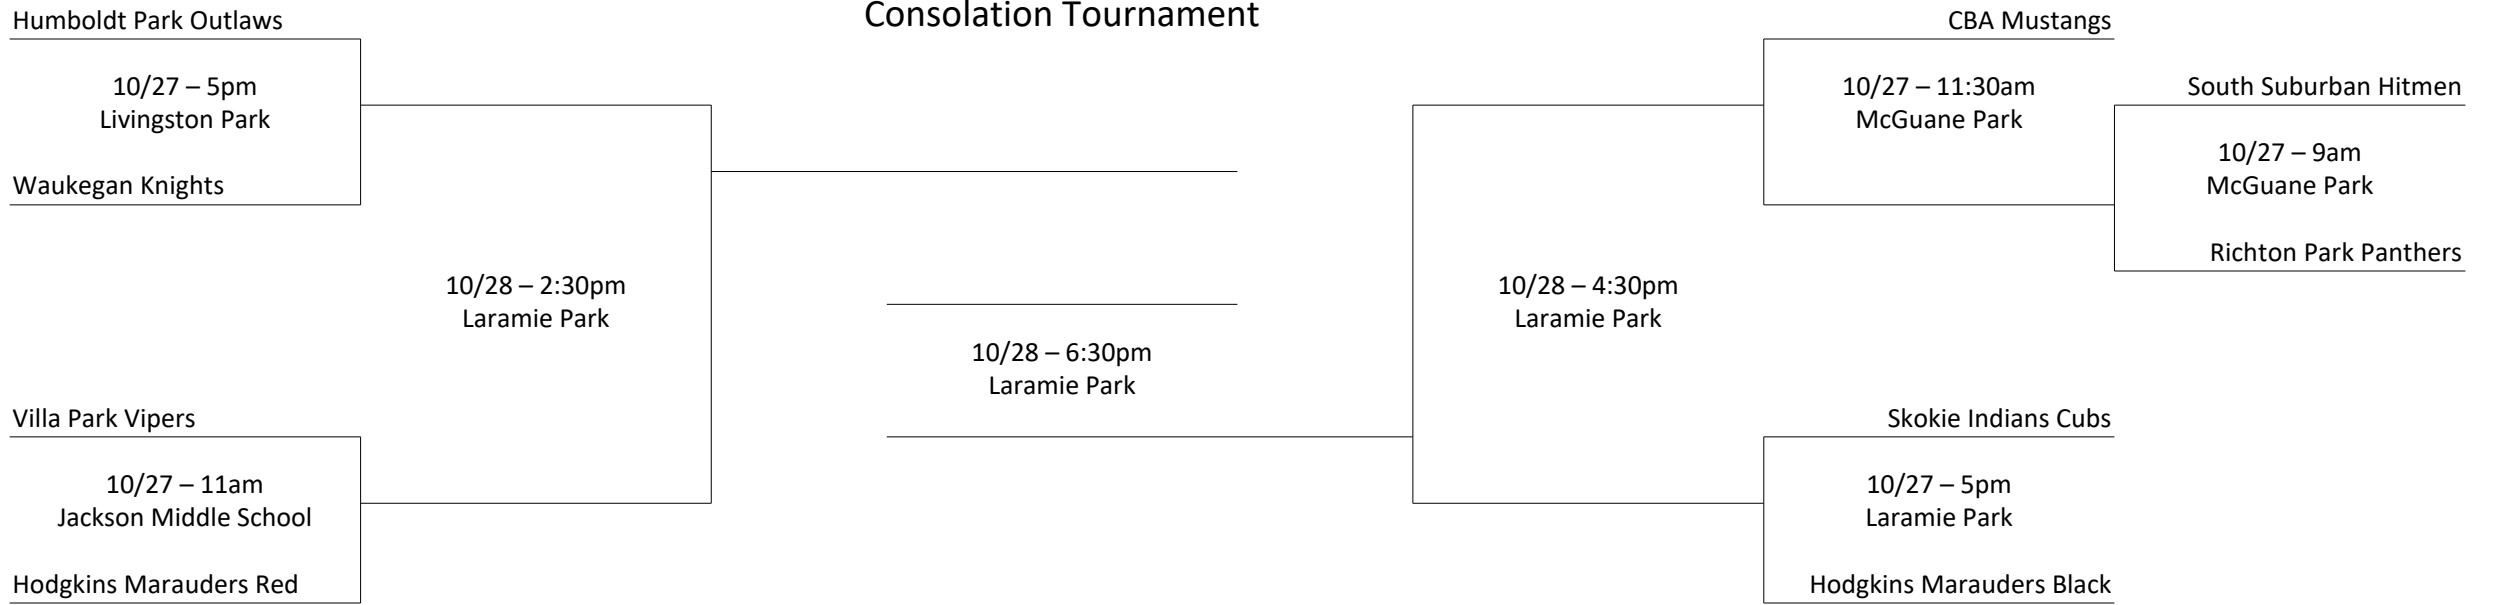 Consolation Tournament
Humboldt Park Outlaws
10/27 – 5pm
Livingston Park
Waukegan Knights
10/28 – 2:30pm
Laramie Park
Villa Park Vipers
10/27 – 11am
Jackson Middle School
Hodgkins Marauders Red
10/28 – 6:30pm
Laramie Park
CBA Mustangs
10/27 – 11:30am
McGuane Park
South Suburban Hitmen
10/27 – 9am
McGuane Park
Richton Park Panthers
10/28 – 4:30pm
Laramie Park
Skokie Indians Cubs
10/27 – 5pm
Laramie Park
Hodgkins Marauders Black